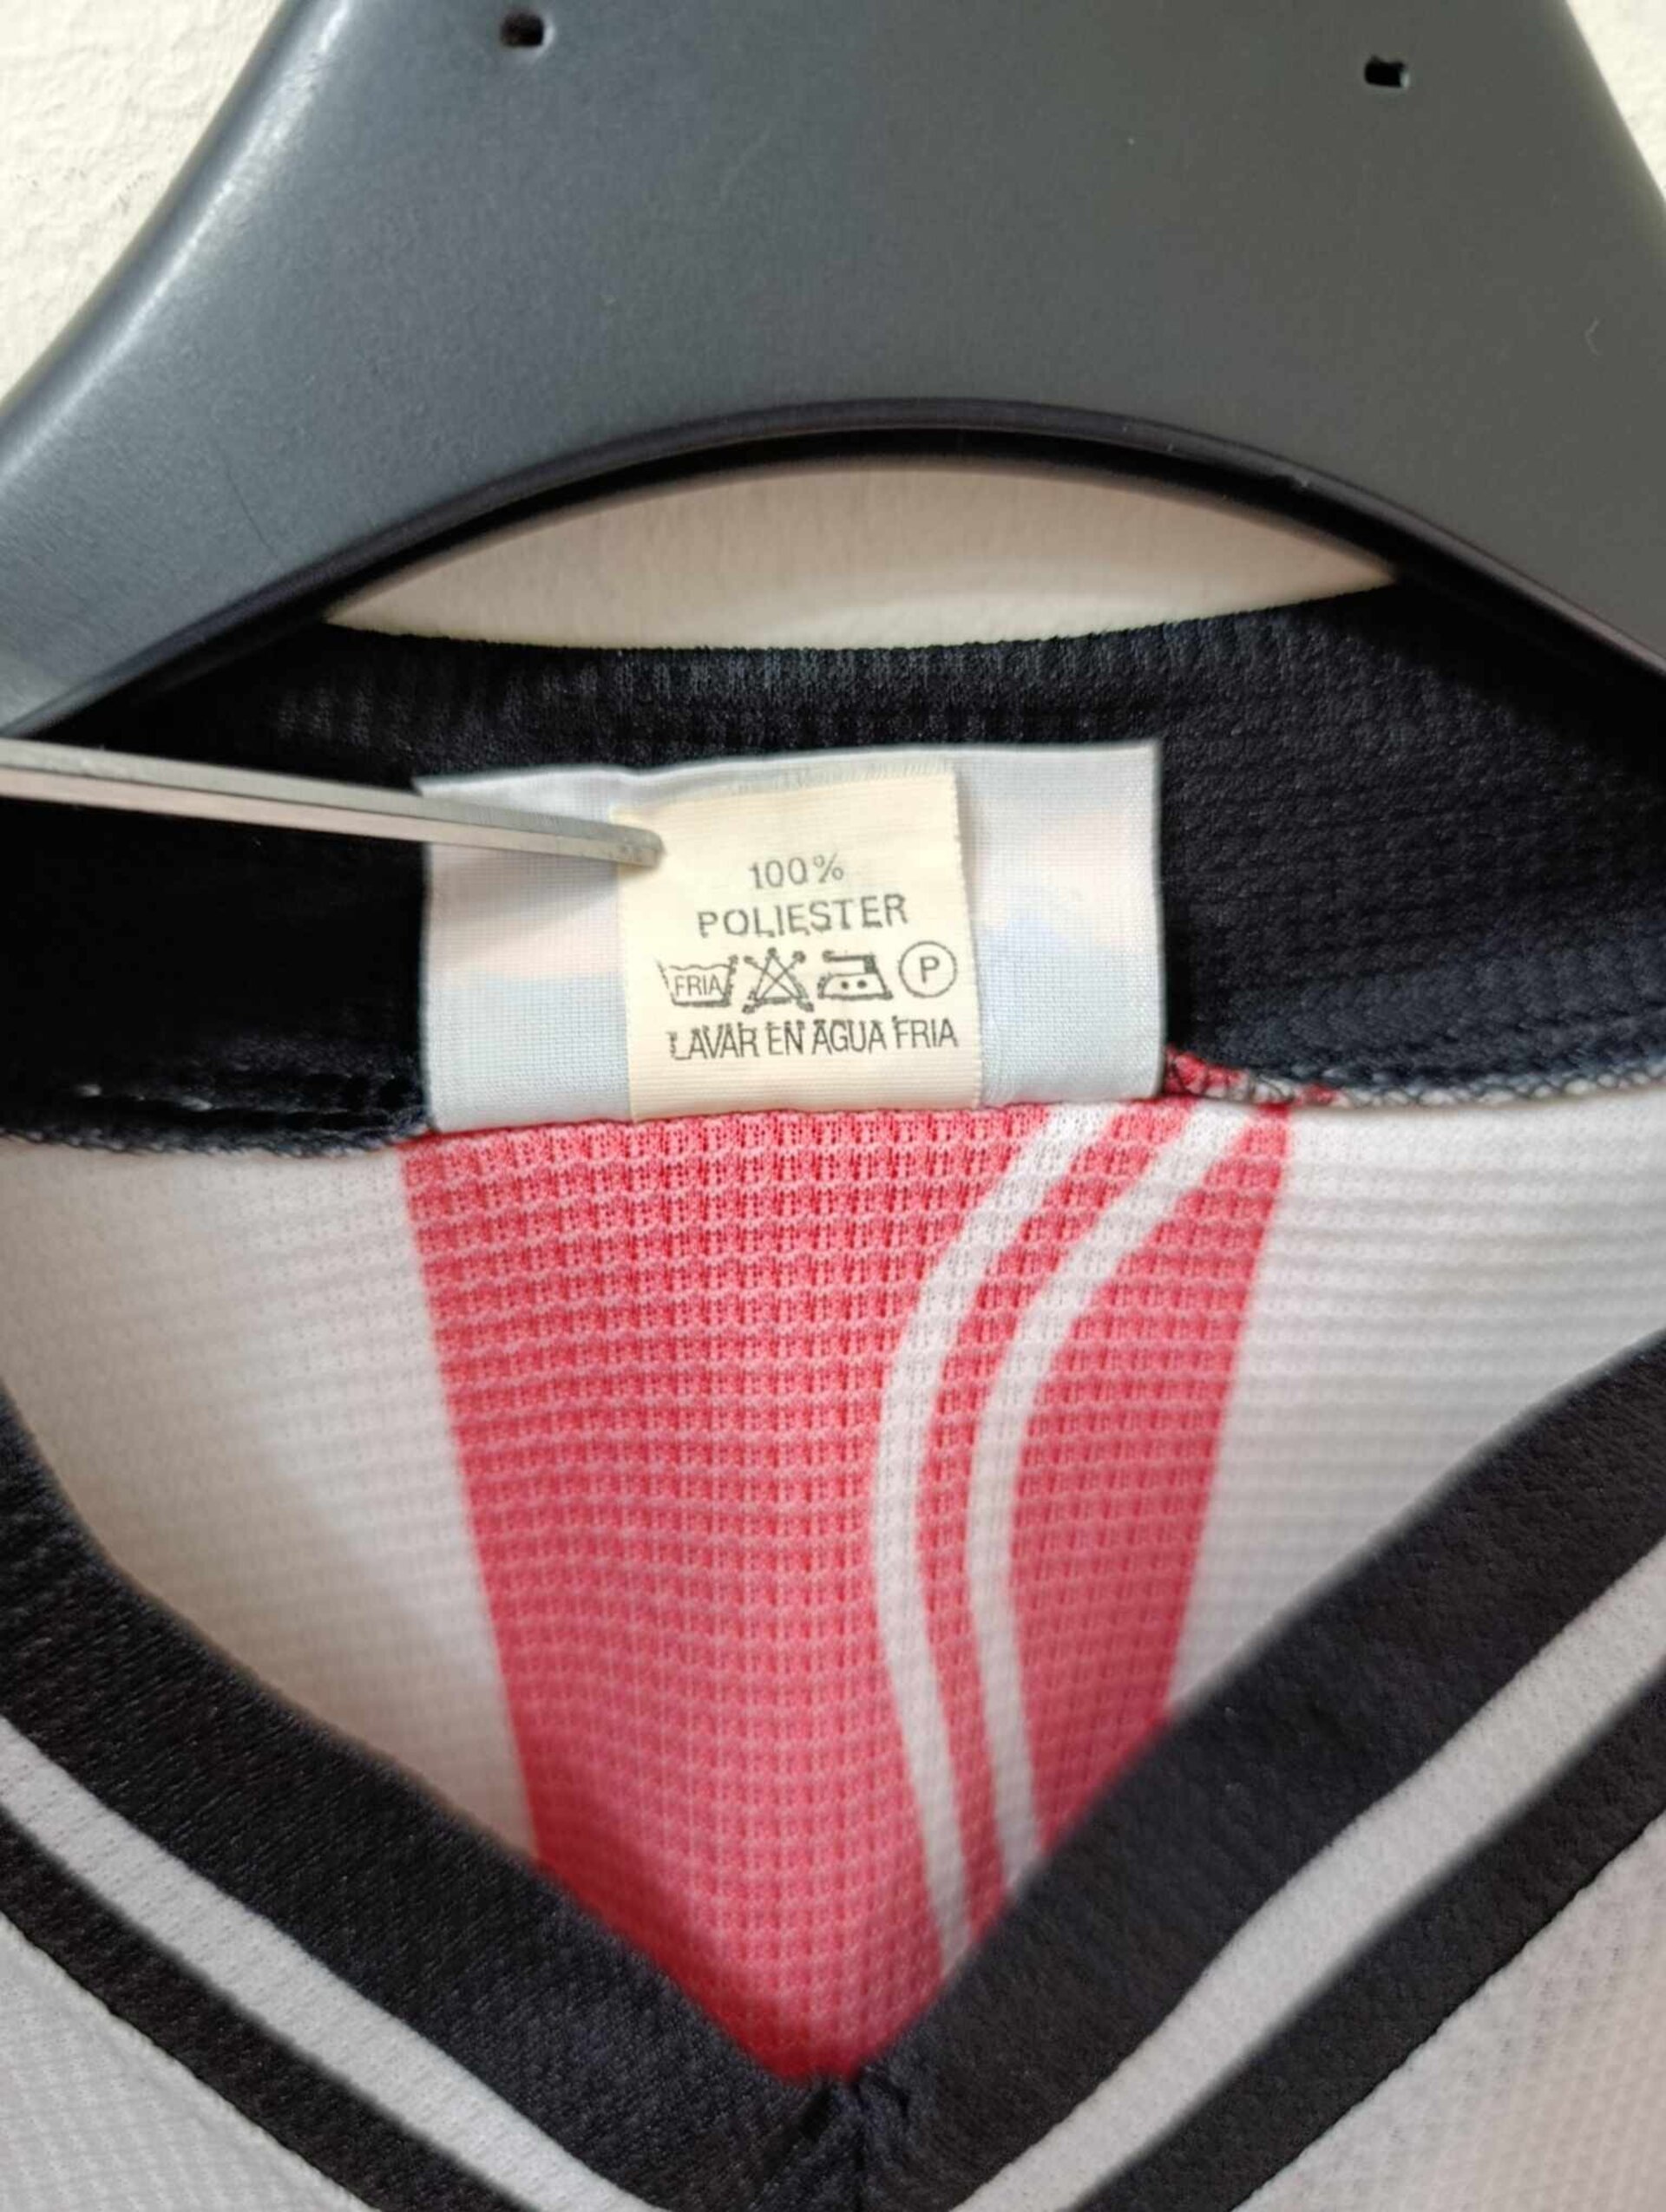 100%
POLIESTER
FRIA P
LAVAR EN AGUA FRIA